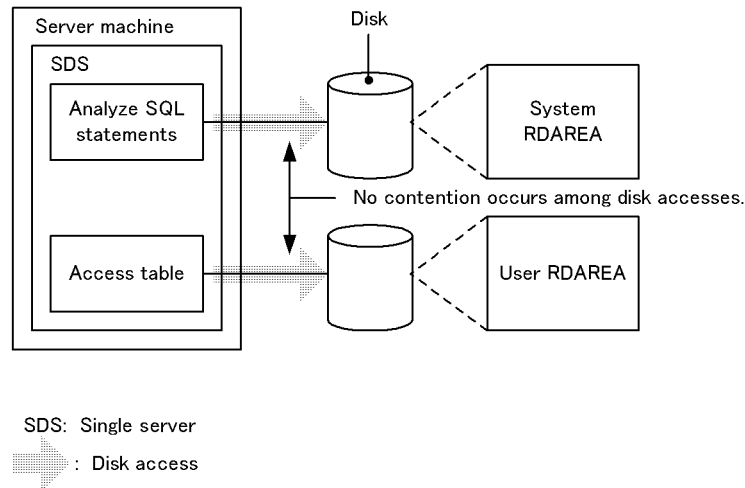 Disk
Server machine
SDS
Analyze SQL
statements
System
RDAREA
No contention occurs among disk accesses.
Access table
User RDAREA
SDS: Single server
: Disk access